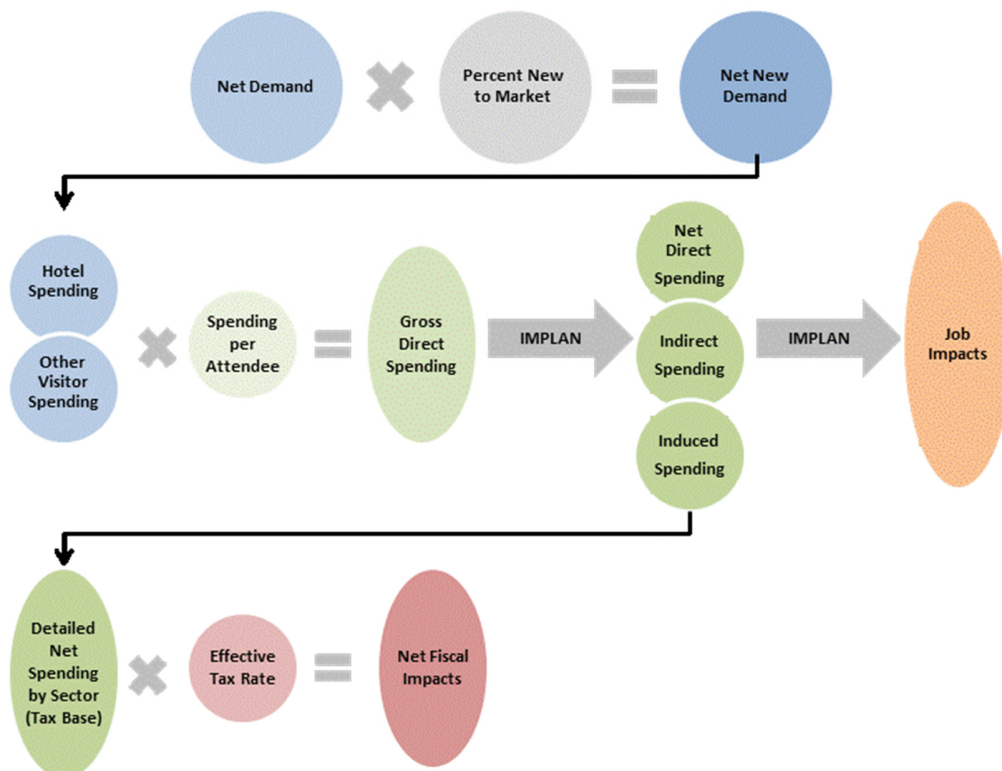 Net Demand
Percent New
to Market
Net New
Demand
Hotel
Spending
Other
Visitor
Spending
Spending
per
Attendee
Gross
Direct
Spending
IMPLAN
Net
Direct
Spending
Indirect
Spending
Induced
Spending
IMPLAN
Job
Impacts
Detailed
Net
Spending
by Sector
(Tax Base)
Effective
Tax Rate
Net Fiscal
Impacts